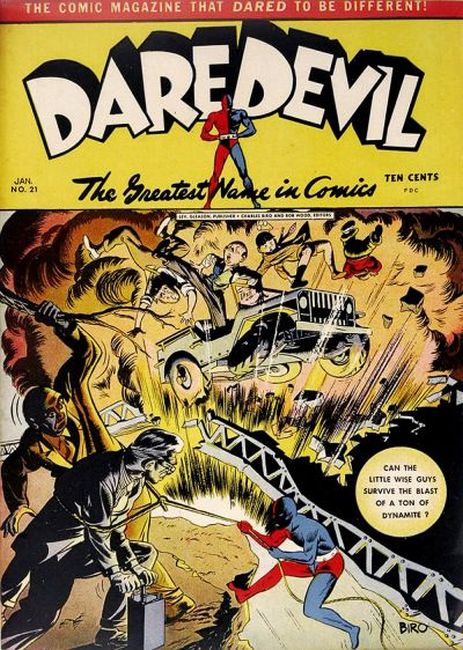 THE COMIC MAGAZINE THAT DARED TO BE DIFFERENT!
DAREDEVIL
JAN.
NO. 21
The Greatest Name in Comics
TEN CENTS
PDC
LEV. GLEASON, PUBLISHER • CHARLES BIRO AND BOB WOOD, EDITORS
CAN THE
LITTLE WISE GUYS
SURVIVE THE BLAST
OF A TON OF
DYNAMITE ?
BIRO